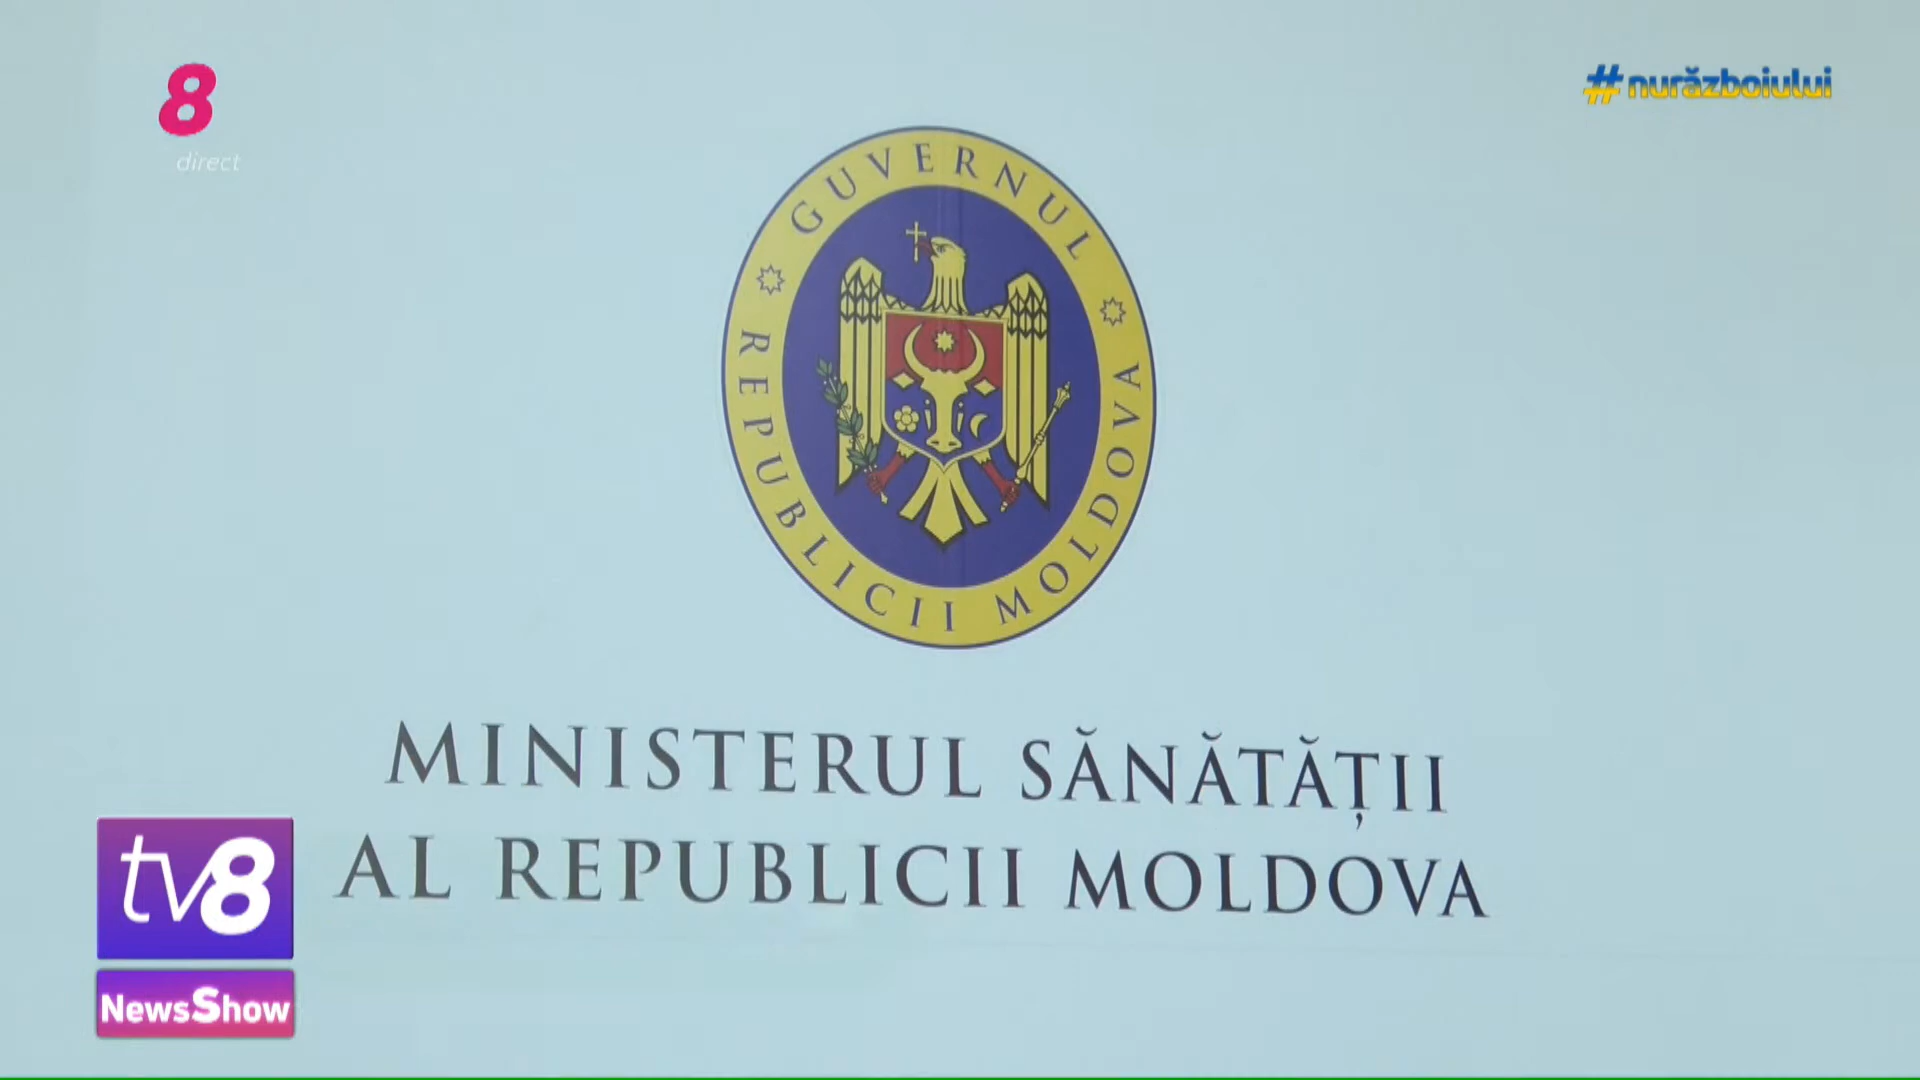 8
direct
#nurăzboiului
GUVERNUL
REPUBLICII MOLDOVA
MINISTERUL SĂNĂTĂȚII
AL REPUBLICII MOLDOVA
tv8
NewsShow